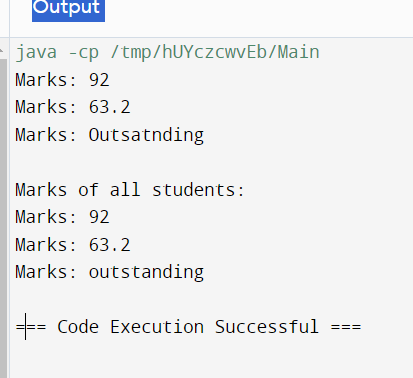 Output
java -cp /tmp/hUYczcwvEb/Main
Marks: 92
Marks: 63.2
Marks: Outsatnding
Marks of all students:
Marks: 92
Marks: 63.2
Marks: outstanding
=== Code Execution Successful ===